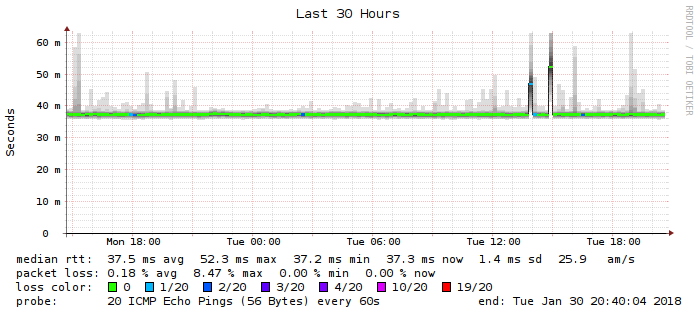 Last 30 Hours
RRDTOOL / TOBI OETIKER
Seconds
60 m
50 m
40 m
30 m
20 m
10 m
0
Mon 18:00 Tue 00:00 Tue 06:00 Tue 12:00 Tue 18:00
median rtt: 37.5 ms avg 52.3 ms max 37.2 ms min 37.3 ms now 1.4 ms sd 25.9 am/s
packet loss: 0.18 % avg 8.47 % max 0.00 % min 0.00 % now
loss color: 0 1/20 2/20 3/20 4/20 10/20 19/20
probe: 20 ICMP Echo Pings (56 Bytes) every 60s end: Tue Jan 30 20:40:04 2018